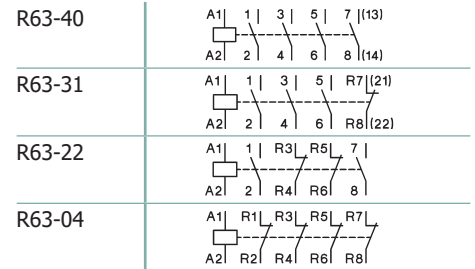 R63-40
A1 1 3 5 7 (13)
A2 2 4 6 8 (14)
R63-31
A1 1 3 5 R7 (21)
A2 2 4 6 R8 (22)
R63-22
A1 1 R3 R5 7
A2 2 R4 R6 8
R63-04
A1 R1 R3 R5 R7
A2 R2 R4 R6 R8